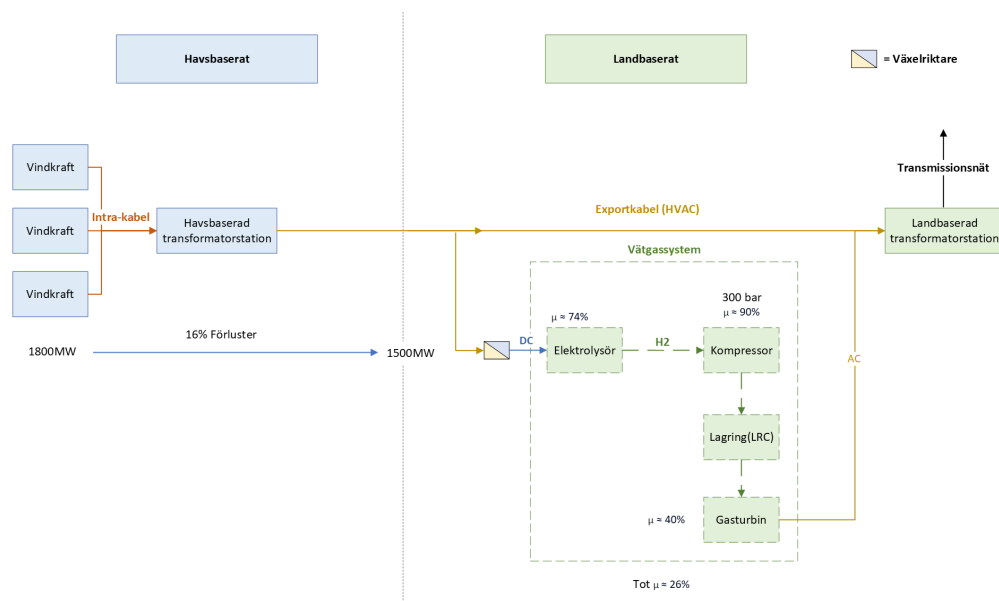 Havsbaserat
Landbaserat
= Växelriktare
Vindkraft
Vindkraft
Vindkraft
Intra-kabel
Havsbaserad
transformatorstation
Exportkabel (HVAC)
Transmissionsnät
Landbaserad
transformatorstation
Vätgassystem
16% Förluster
1800MW
1500MW
DC
μ ≈ 74%
Elektrolysör
H2
300 bar
μ ≈ 90%
Kompressor
AC
Lagring(LRC)
μ ≈ 40%
Gasturbin
Tot μ ≈ 26%